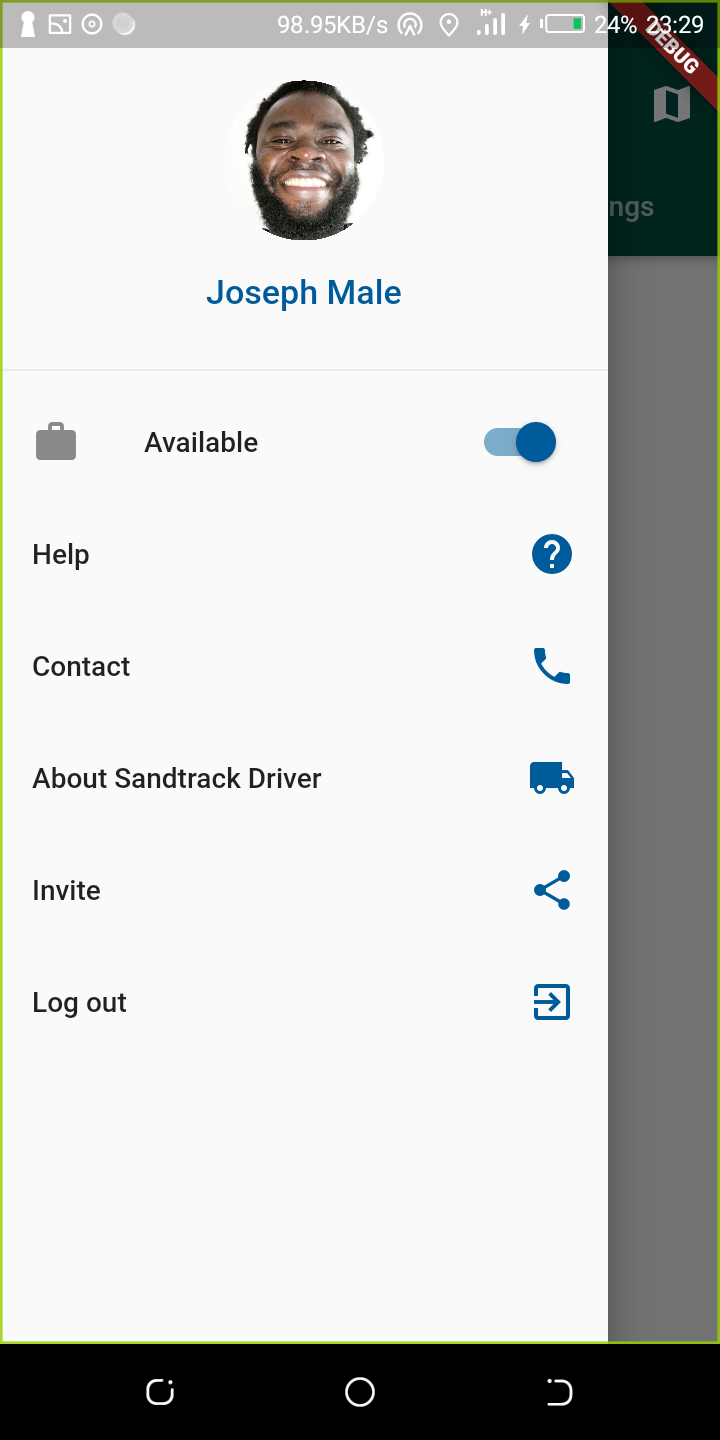 98.95KB/s H+ 24% 23:29
DEBUG
ngs
Joseph Male
Available
Help
Contact
About Sandtrack Driver
Invite
Log out